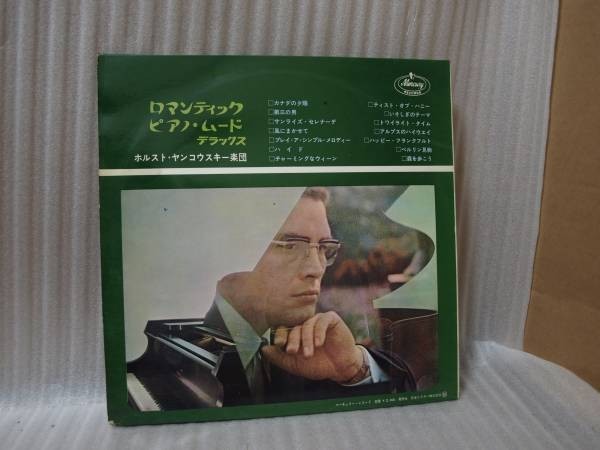 ロマンティック
ピアノ・ムード
デラックス
ホルスト・ヤンコウスキー楽団
□カナダの夕陽
□第三の男
□サンライズ・セレナーデ
□風にまかせて
□プレイ・ア・シンプル・メロディー
□ハイド
□チャーミングなウィーン
Mercury
RECORDS
□テイスト・オブ・ハニー
□いそしぎのテーマ
□トワイライト・タイム
□アルプスのハイウェイ
□ハッピー・フランクフルト
□ベルリン見物
□森を歩こう